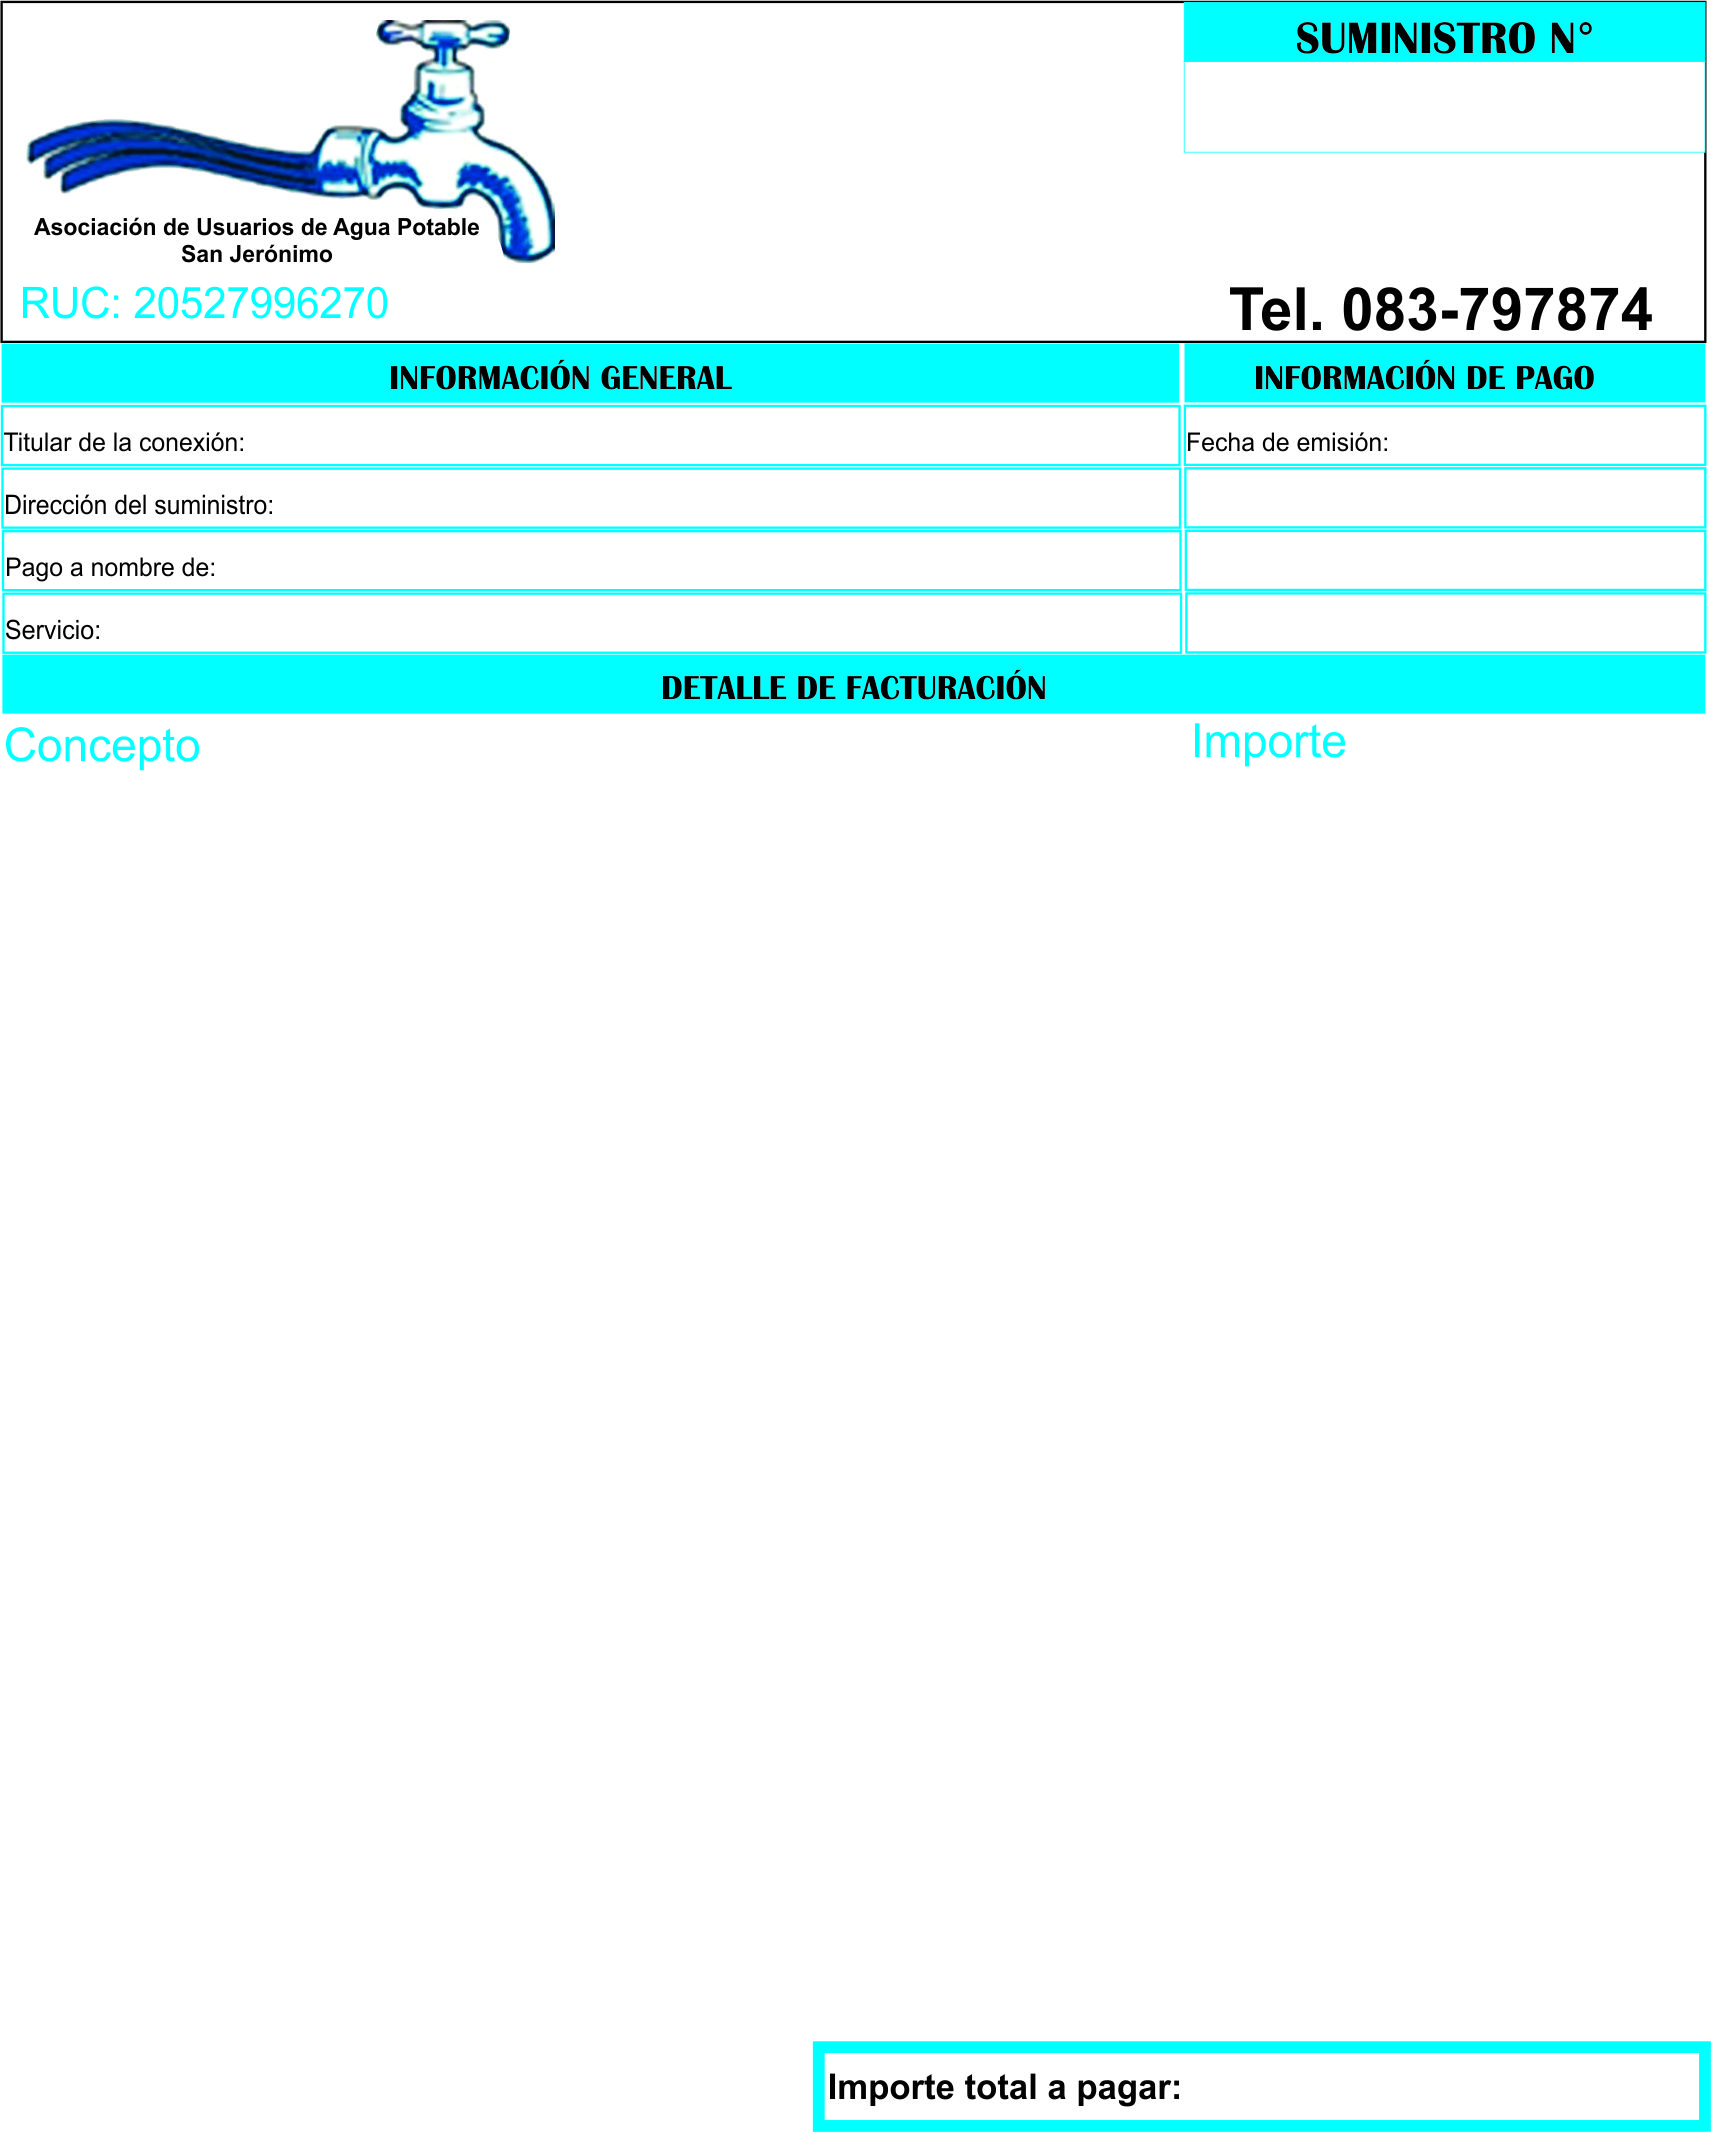 SUMINISTRO N°
Asociación de Usuarios de Agua Potable
San Jerónimo
RUC: 20527996270
Tel. 083-797874
INFORMACIÓN GENERAL
INFORMACIÓN DE PAGO
Titular de la conexión:
Fecha de emisión:
Dirección del suministro:
Pago a nombre de:
Servicio:
DETALLE DE FACTURACIÓN
Concepto
Importe
Importe total a pagar: